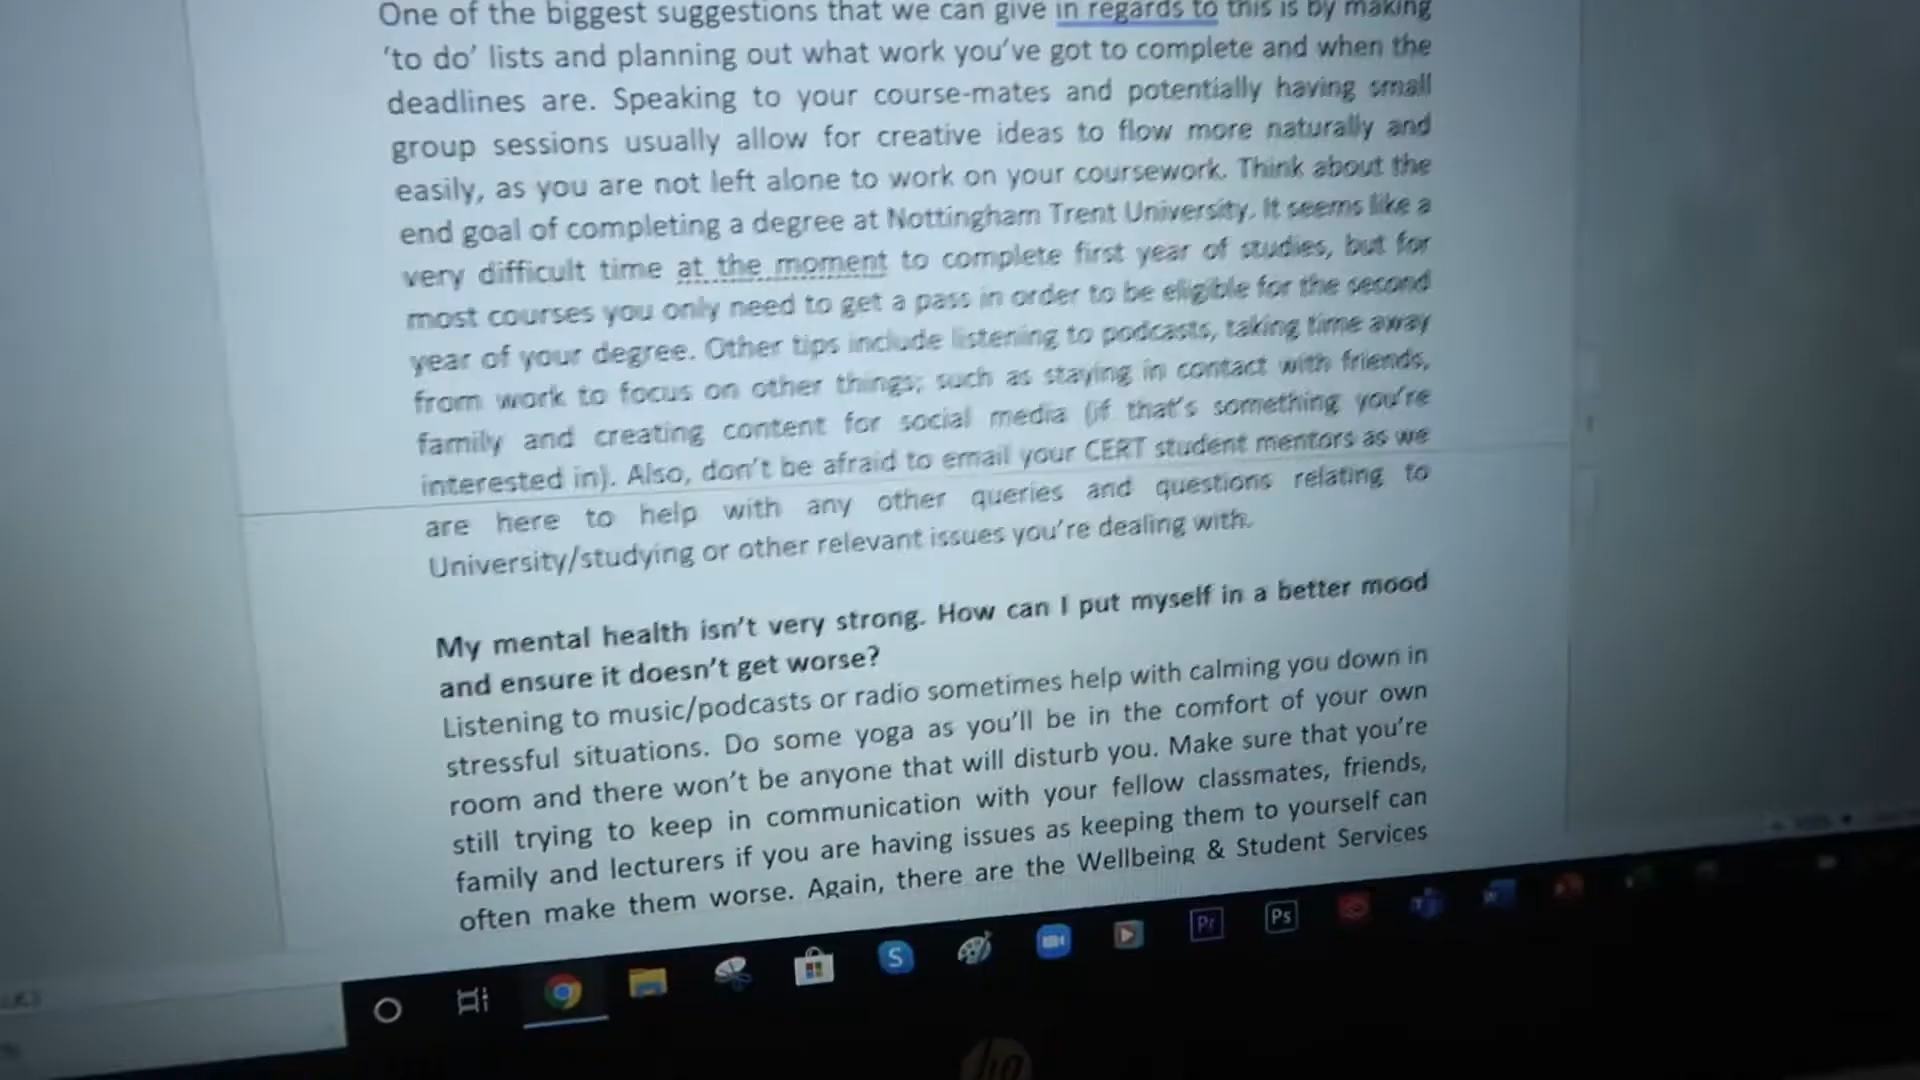 One of the biggest suggestions that we can give in regards to this is by making
‘to do’ lists and planning out what work you’ve got to complete and when the
deadlines are. Speaking to your course-mates and potentially having small
group sessions usually allow for creative ideas to flow more naturally and
easily, as you are not left alone to work on your coursework. Think about the
end goal of completing a degree at Nottingham Trent University. It seems like a
very difficult time at the moment to complete first year of studies, but for
most courses you only need to get a pass in order to be eligible for the second
year of your degree. Other tips include listening to podcasts, taking time away
from work to focus on other things; such as staying in contact with friends,
family and creating content for social media (if that’s something you’re
interested in). Also, don’t be afraid to email your CERT student mentors as we
are here to help with any other queries and questions relating to
University/studying or other relevant issues you’re dealing with.
My mental health isn’t very strong. How can I put myself in a better mood
and ensure it doesn’t get worse?
Listening to music/podcasts or radio sometimes help with calming you down in
stressful situations. Do some yoga as you’ll be in the comfort of your own
room and there won’t be anyone that will disturb you. Make sure that you’re
still trying to keep in communication with your fellow classmates, friends,
family and lecturers if you are having issues as keeping them to yourself can
often make them worse. Again, there are the Wellbeing & Student Services
S Pr Ps
hp